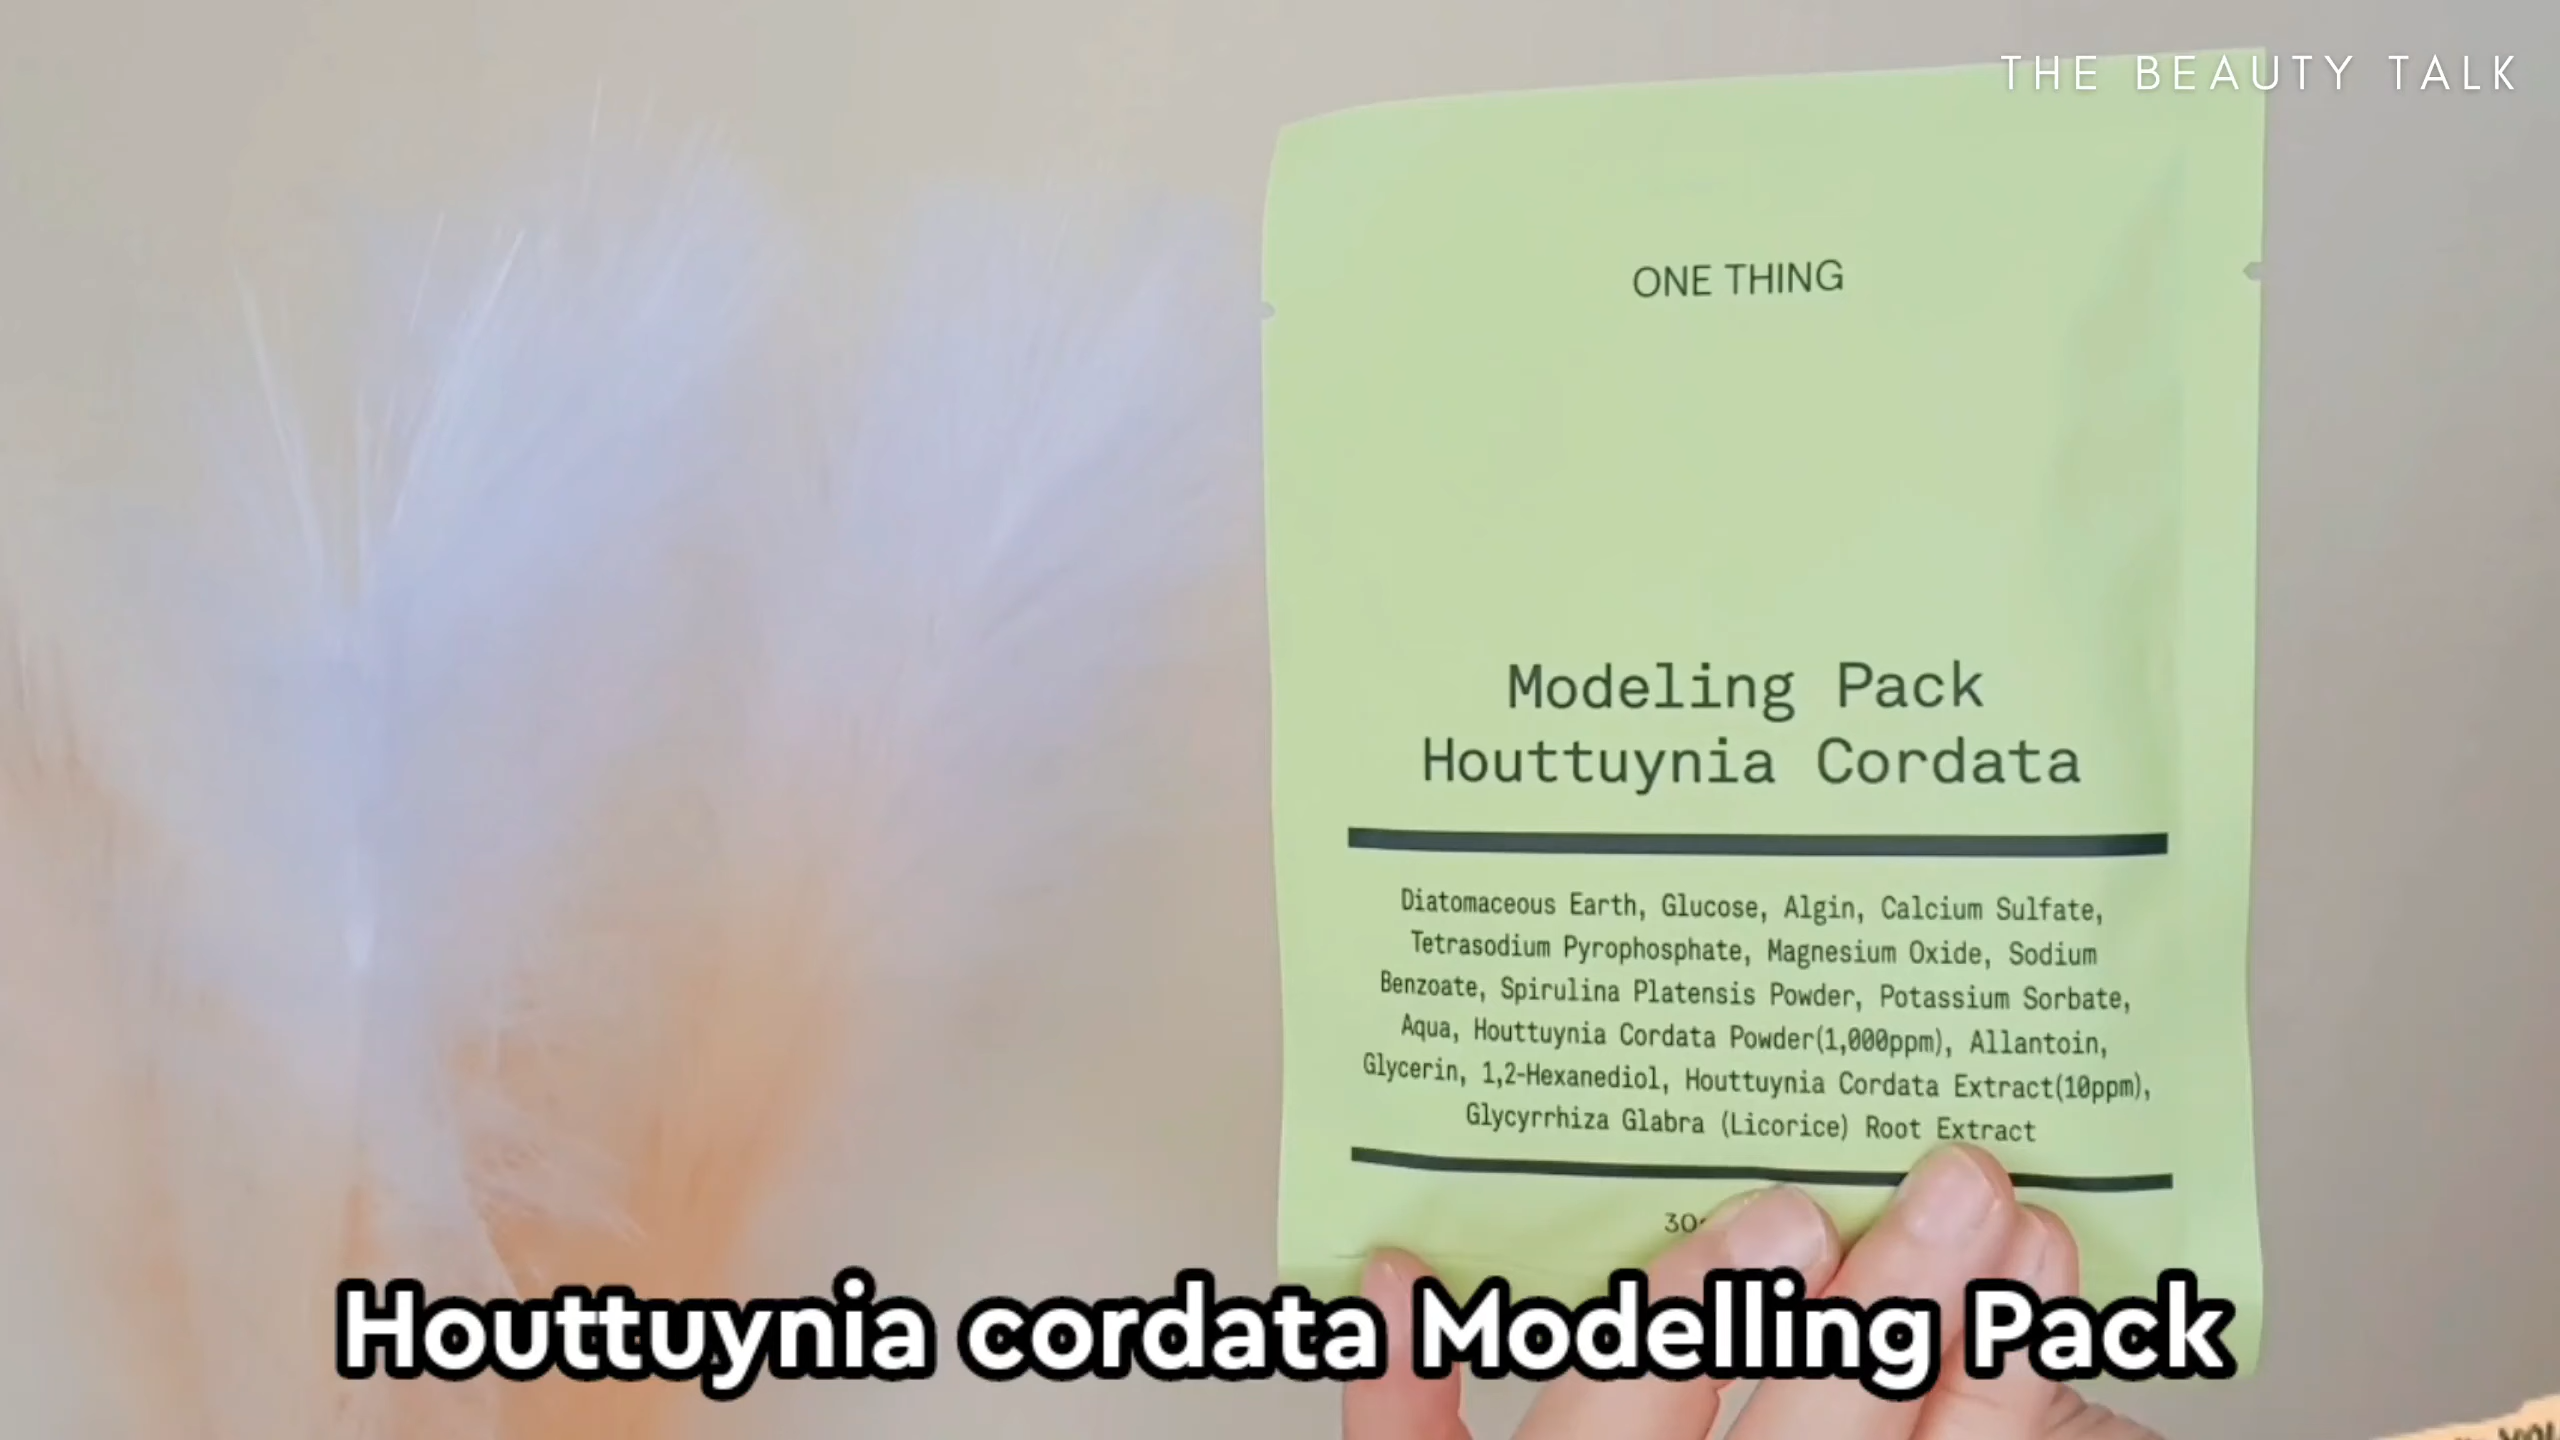 THE BEAUTY TALK
ONE THING
Modeling Pack
Houttuynia Cordata
Diatomaceous Earth, Glucose, Algin, Calcium Sulfate,
Tetrasodium Pyrophosphate, Magnesium Oxide, Sodium
Benzoate, Spirulina Platensis Powder, Potassium Sorbate,
Aqua, Houttuynia Cordata Powder(1,000ppm), Allantoin,
Glycerin, 1,2-Hexanediol, Houttuynia Cordata Extract(10ppm),
Glycyrrhiza Glabra (Licorice) Root Extract
Houttuynia cordata Modelling Pack